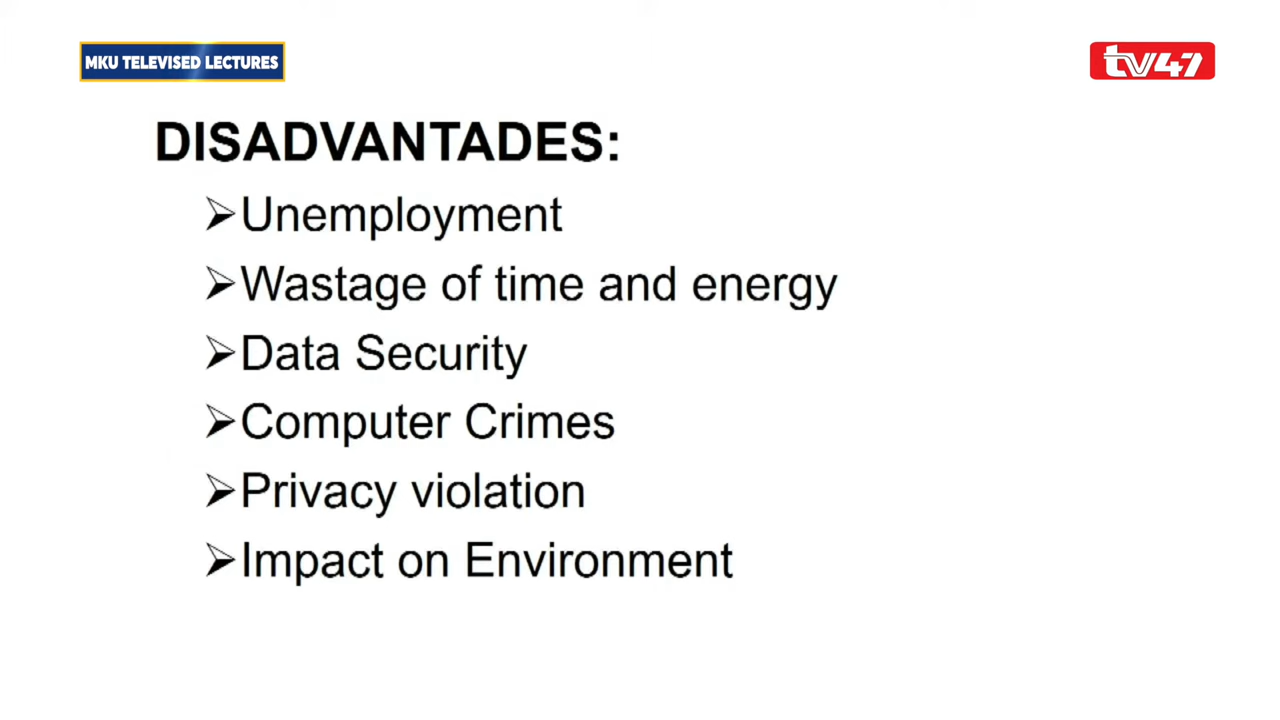 MKU TELEVISED LECTURES
tv47
DISADVANTADES:
➢Unemployment
➢Wastage of time and energy
➢Data Security
➢Computer Crimes
➢Privacy violation
➢Impact on Environment